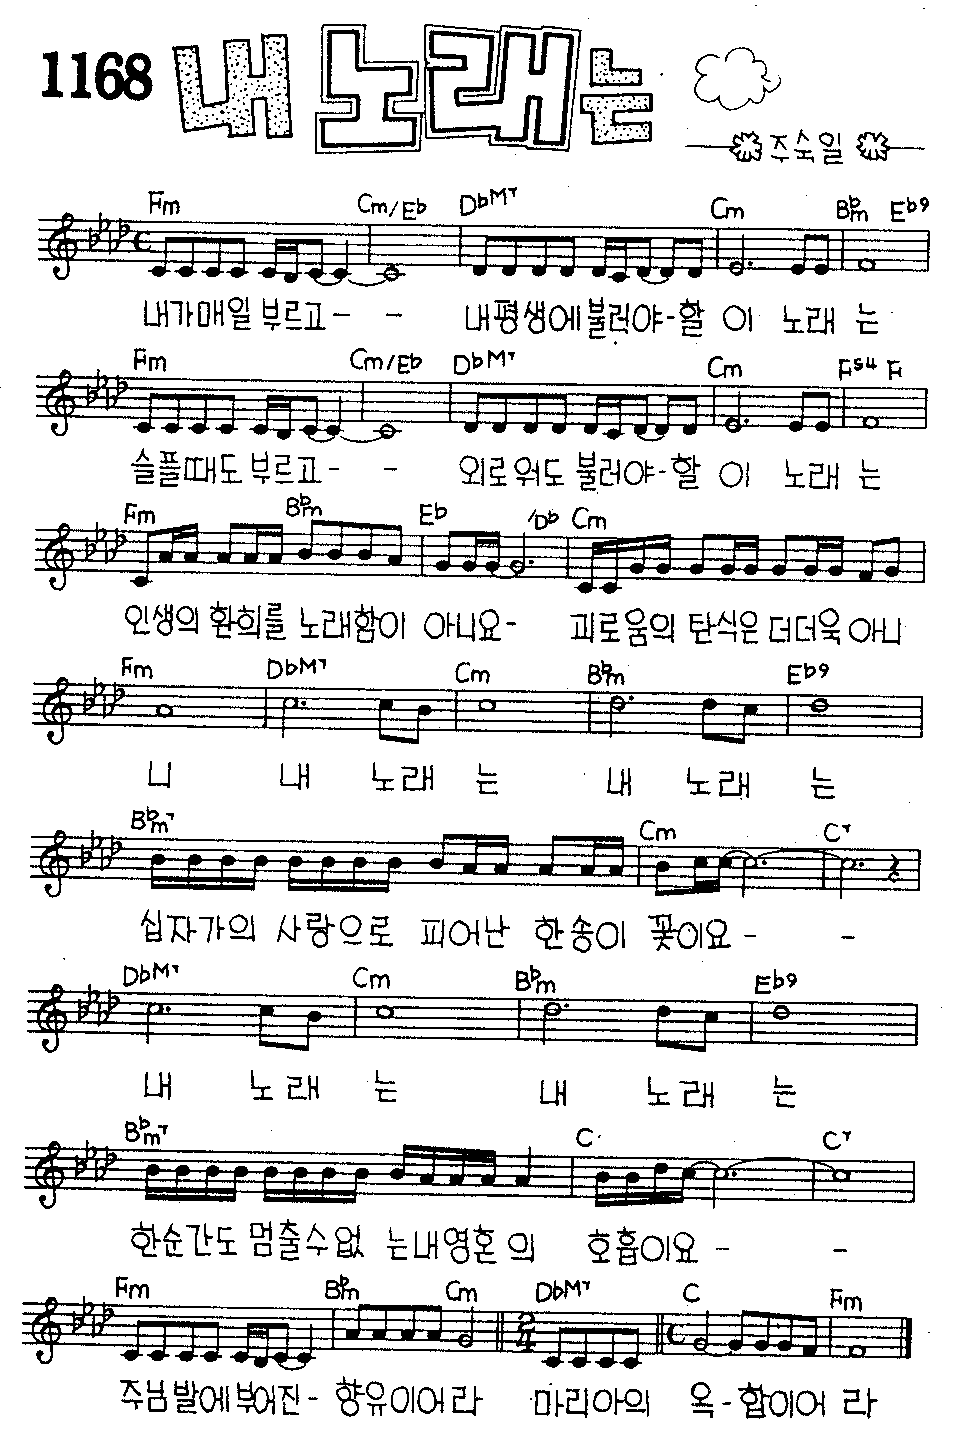 1168 내 노래는
주숙일
Fm Cm/E♭ D♭M7 Cm B♭m E♭9
내가매일 부르고- - 내평생에불러야-할 이 노래 는
Fm Cm/E♭ D♭M7 Cm Fs4 F
슬플때도 부르고- - 외로워도 불러야-할 이 노래 는
Fm B♭m E♭ /D♭ Cm
인생의 환희를 노래함이 아니요- 괴로움의 탄식은 더더욱 아니
Fm D♭M7 Cm B♭m E♭9
니 내 노래 는 내 노래 는
B♭m7 Cm C7
십자가의 사랑으로 피어난 한송이 꽃이요- -
D♭M7 Cm B♭m E♭9
내 노래 는 내 노래 는
B♭m7 C C7
한순간도 멈출수없 는내영혼 의 호흡이요- -
Fm B♭m Cm D♭M7 C Fm
2
4
주님발에부어진- 향유이어라 마리아의 옥-합이어 라